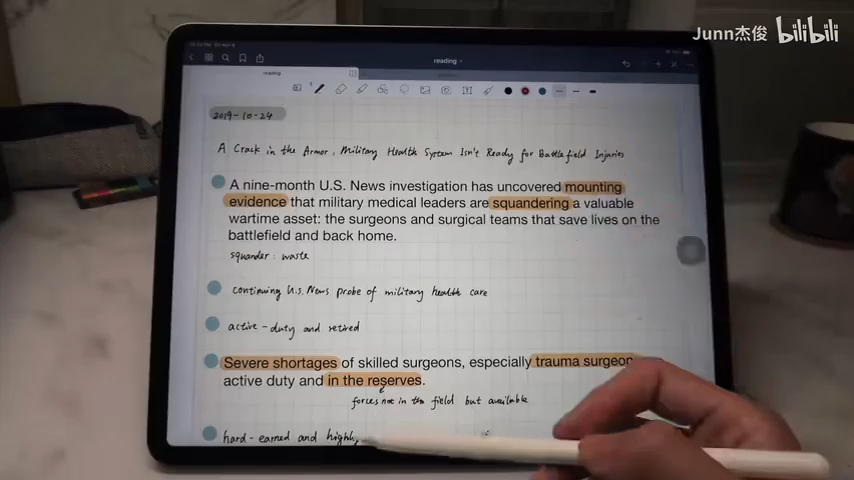 Junn杰俊 bilibili
reading
reading
2019-10-24
A Crack in the Armor, Military Health System Isn't Ready for Battlefield Injuries
A nine-month U.S. News investigation has uncovered mounting
evidence that military medical leaders are squandering a valuable
wartime asset: the surgeons and surgical teams that save lives on the
battlefield and back home.
squander: waste
continuing U.S. News probe of military health care
active-duty and retired
Severe shortages of skilled surgeons, especially trauma surgeon
active duty and in the reserves.
forces not in the field but available
hard-earned and highly